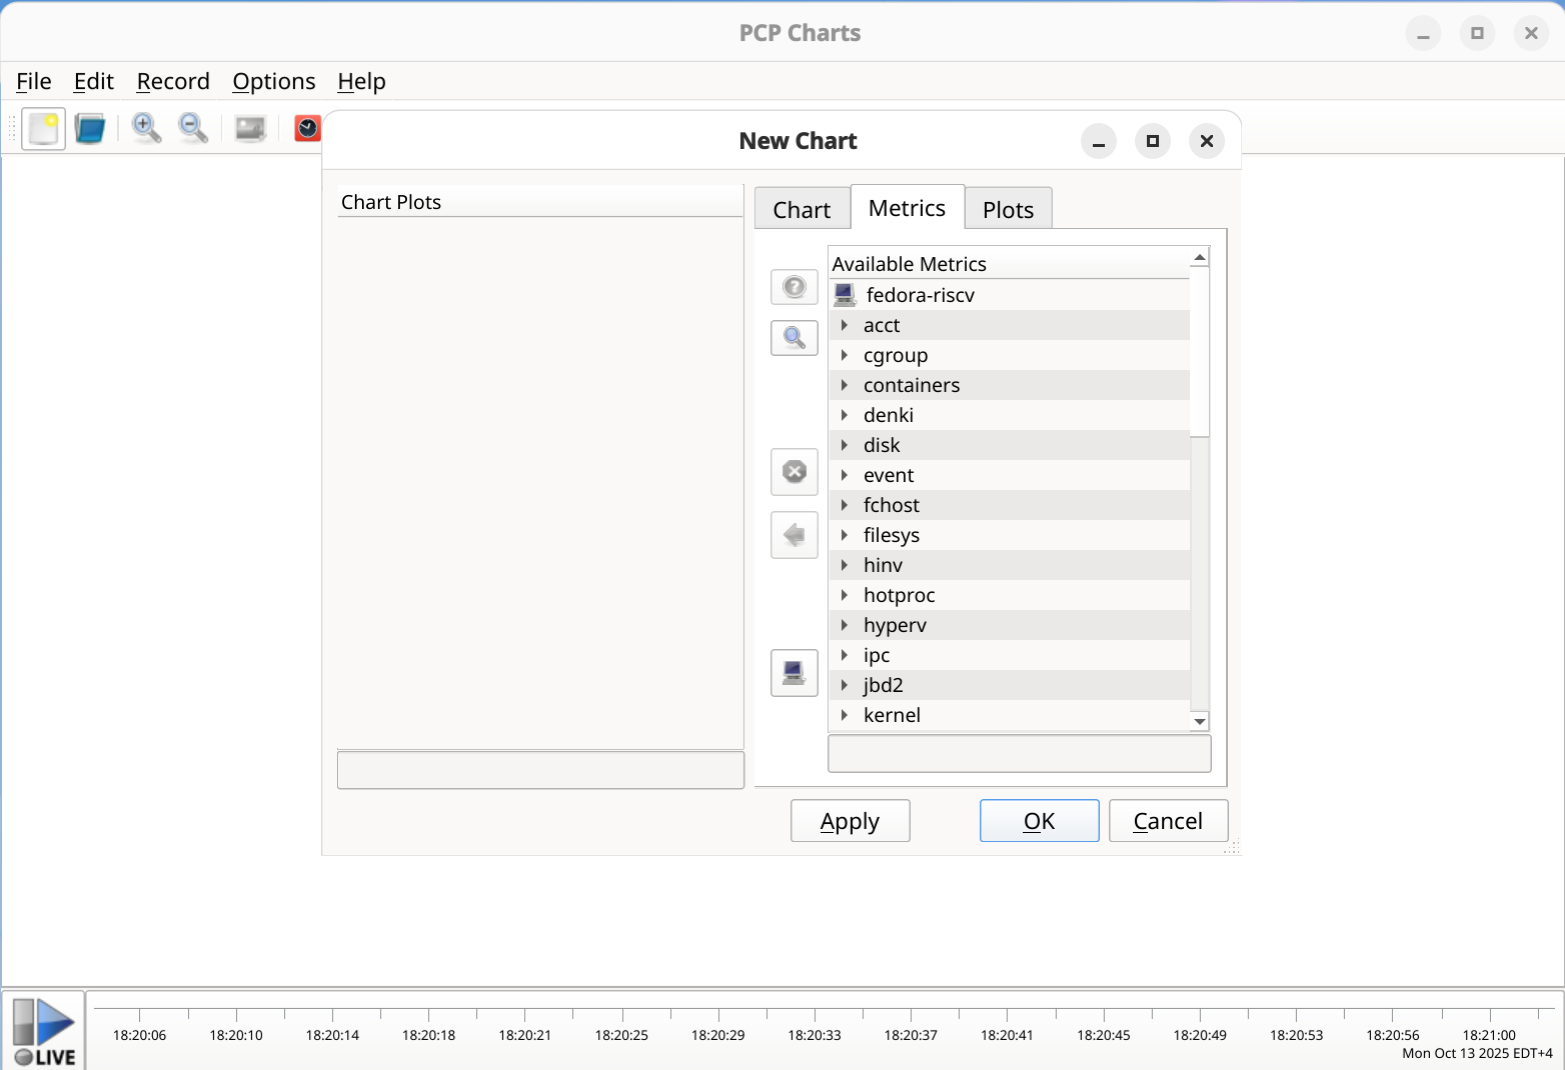 PCP Charts
File Edit Record Options Help
New Chart
Chart Plots
Chart Metrics Plots
Available Metrics
fedora-riscv
acct
cgroup
containers
denki
disk
event
fchost
filesys
hinv
hotproc
hyperv
ipc
jbd2
kernel
Apply OK Cancel
LIVE
18:20:06 18:20:10 18:20:14 18:20:18 18:20:21 18:20:25 18:20:29 18:20:33 18:20:37 18:20:41 18:20:45 18:20:49 18:20:53 18:20:56 18:21:00
Mon Oct 13 2025 EDT+4